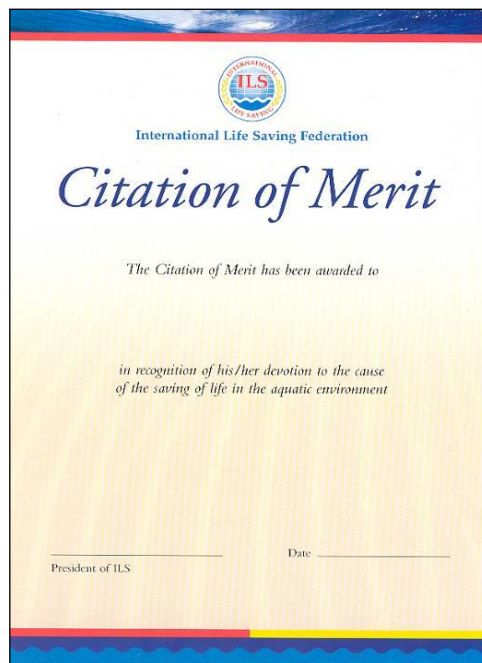 INTERNATIONAL
ILS
LIFE SAVING
International Life Saving Federation
Citation of Merit
The Citation of Merit has been awarded to
in recognition of his/her devotion to the cause
of the saving of life in the aquatic environment
Date
President of ILS